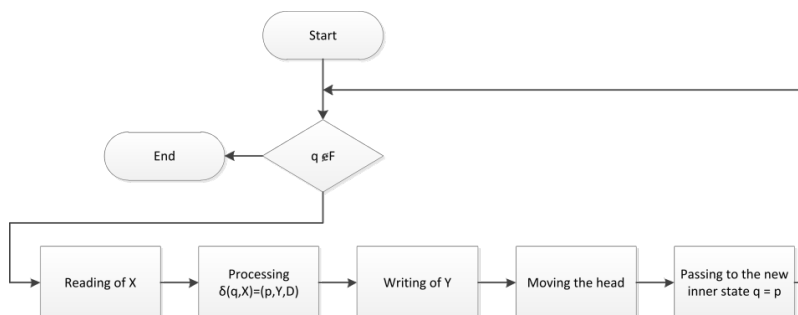 Start
End
q ∉F
Reading of X
Processing
δ(q,X)=(p,Y,D)
Writing of Y
Moving the head
Passing to the new
inner state q = p